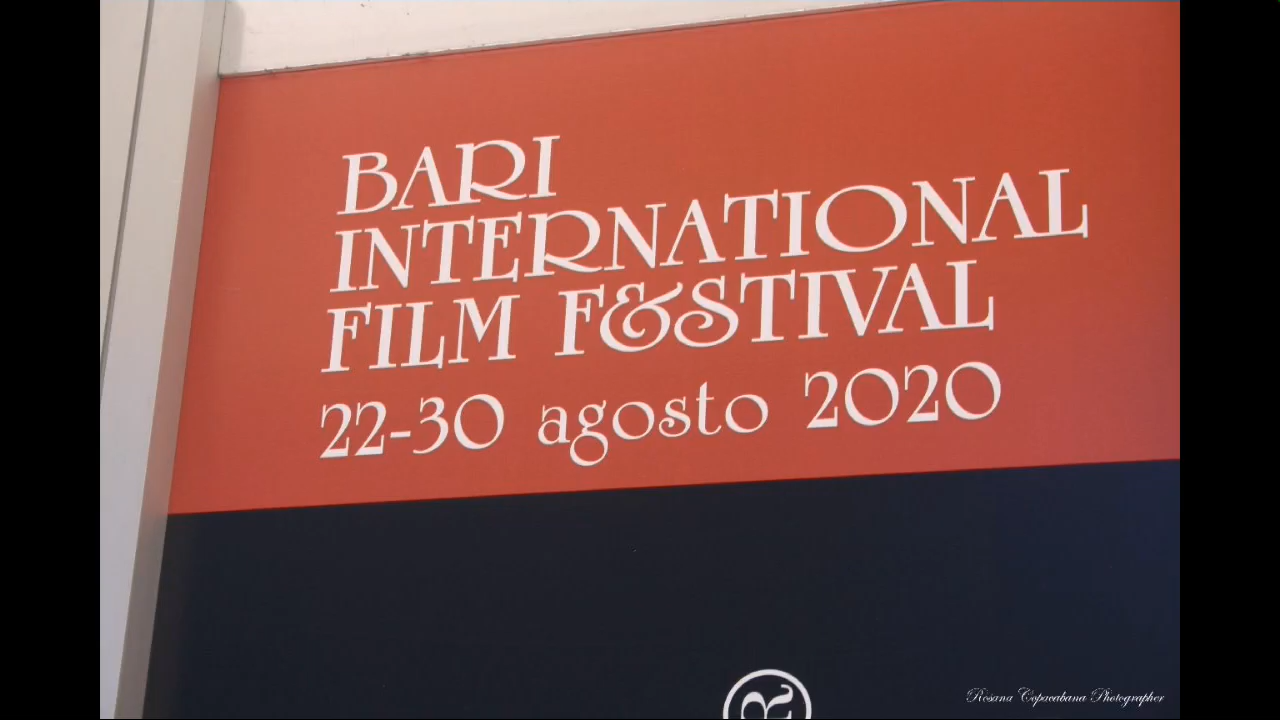 BARI
INTERNATIONAL
FILM F&STIVAL
22-30 agosto 2020
Rosana Copacabana Photographer